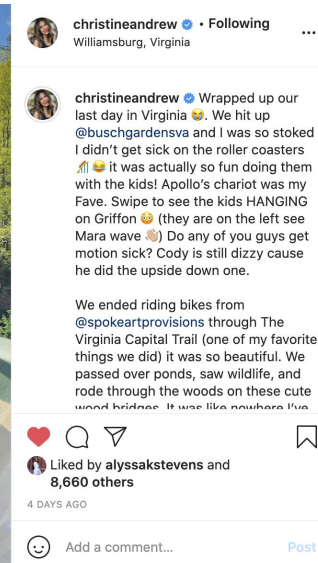 christineandrew • Following
Williamsburg, Virginia
christineandrew Wrapped up our
last day in Virginia 😭. We hit up
@buschgardensva and I was so stoked
I didn't get sick on the roller coasters
🎢😂 it was actually so fun doing them
with the kids! Apollo's chariot was my
Fave. Swipe to see the kids HANGING
on Griffon 😳 (they are on the left see
Mara wave 👋🏼) Do any of you guys get
motion sick? Cody is still dizzy cause
he did the upside down one.
We ended riding bikes from
@spokeartprovisions through The
Virginia Capital Trail (one of my favorite
things we did) it was so beautiful. We
passed over ponds, saw wildlife, and
rode through the woods on these cute
wood bridges. It was like nowhere I've
Liked by alyssakstevens and
8,660 others
4 DAYS AGO
Add a comment...
Post